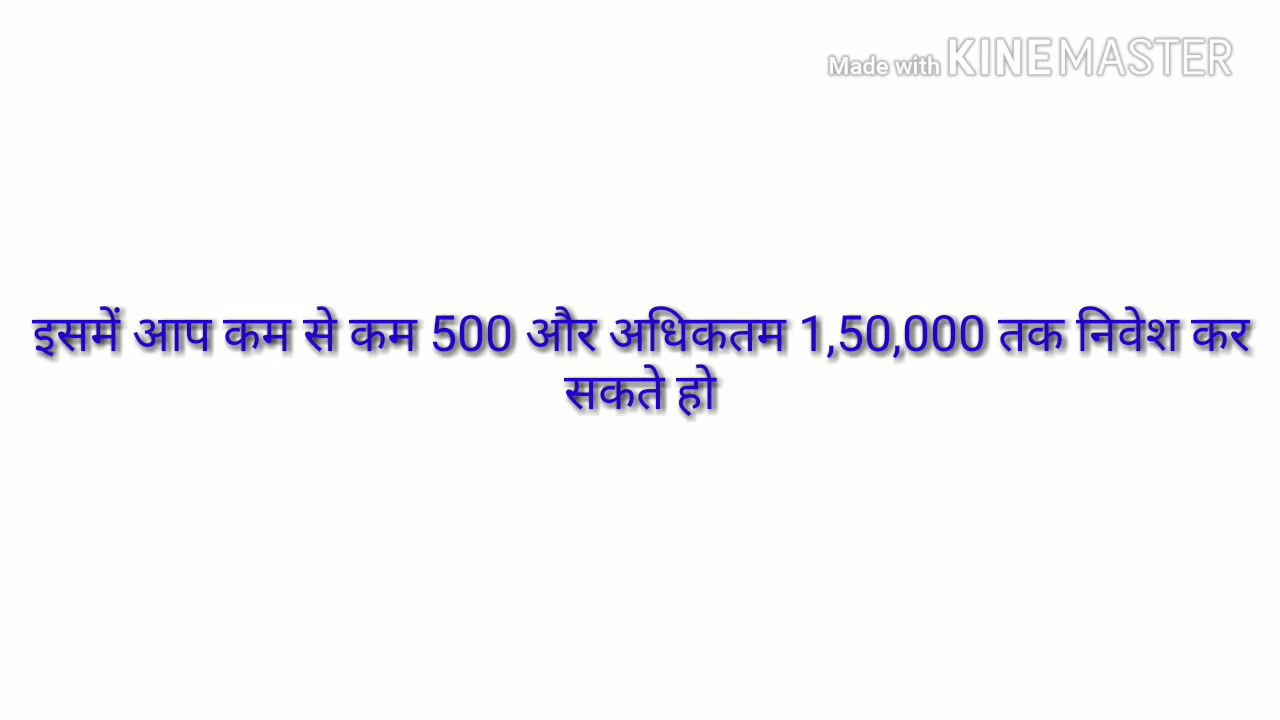 Made with KINEMASTER
इसमें आप कम से कम 500 और अधिकतम 1,50,000 तक निवेश कर
सकते हो